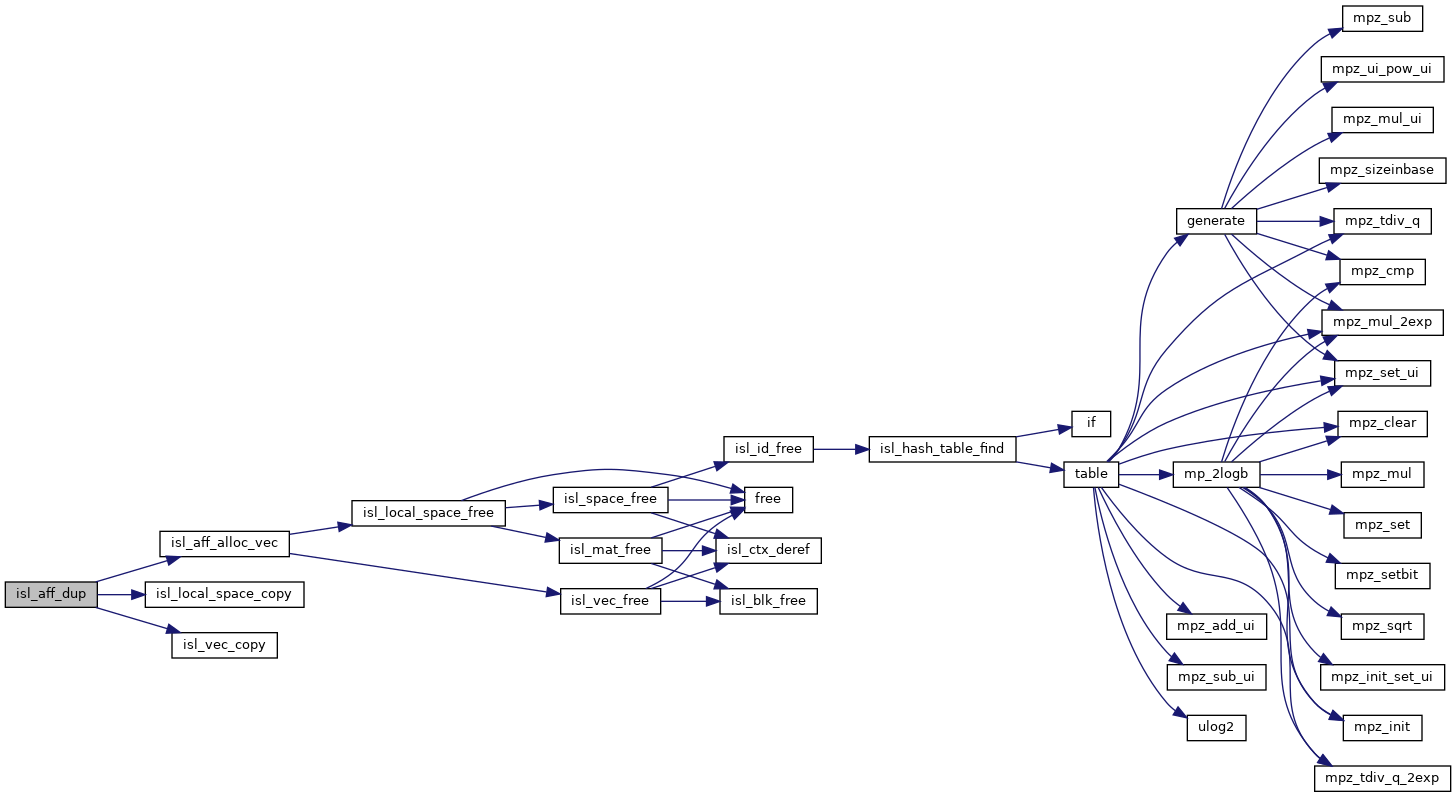 isl_aff_dup
isl_aff_alloc_vec
isl_local_space_copy
isl_vec_copy
isl_local_space_free
isl_space_free
isl_mat_free
isl_vec_free
isl_id_free
free
isl_ctx_deref
isl_blk_free
isl_hash_table_find
if
table
generate
mp_2logb
mpz_add_ui
mpz_sub_ui
ulog2
mpz_sub
mpz_ui_pow_ui
mpz_mul_ui
mpz_sizeinbase
mpz_tdiv_q
mpz_cmp
mpz_mul_2exp
mpz_set_ui
mpz_clear
mpz_mul
mpz_set
mpz_setbit
mpz_sqrt
mpz_init_set_ui
mpz_init
mpz_tdiv_q_2exp